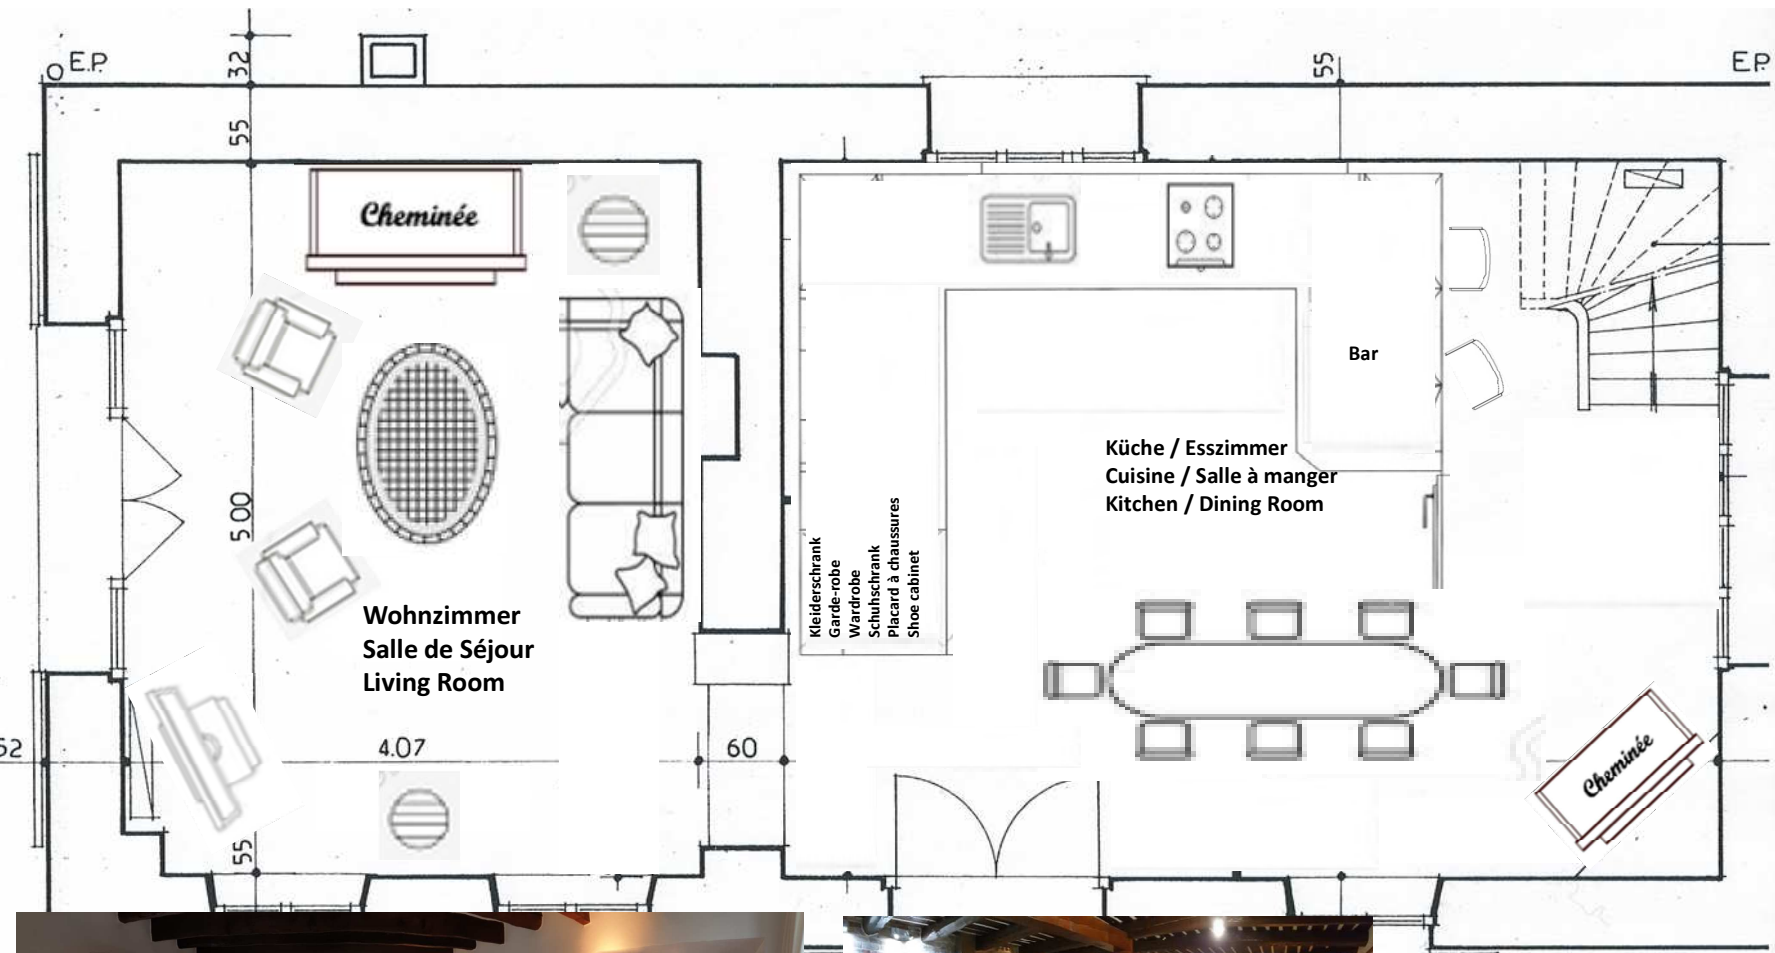 E.P.
32
55
EP
55
Cheminée
Bar
Küche / Esszimmer
Cuisine / Salle à manger
Kitchen / Dining Room
5 00
Kleiderschrank
Garde-robe
Wardrobe
Schuhschrank
Placard à chaussures
Shoe cabinet
Wohnzimmer
Salle de Séjour
Living Room
52
4.07
60
Cheminée
55